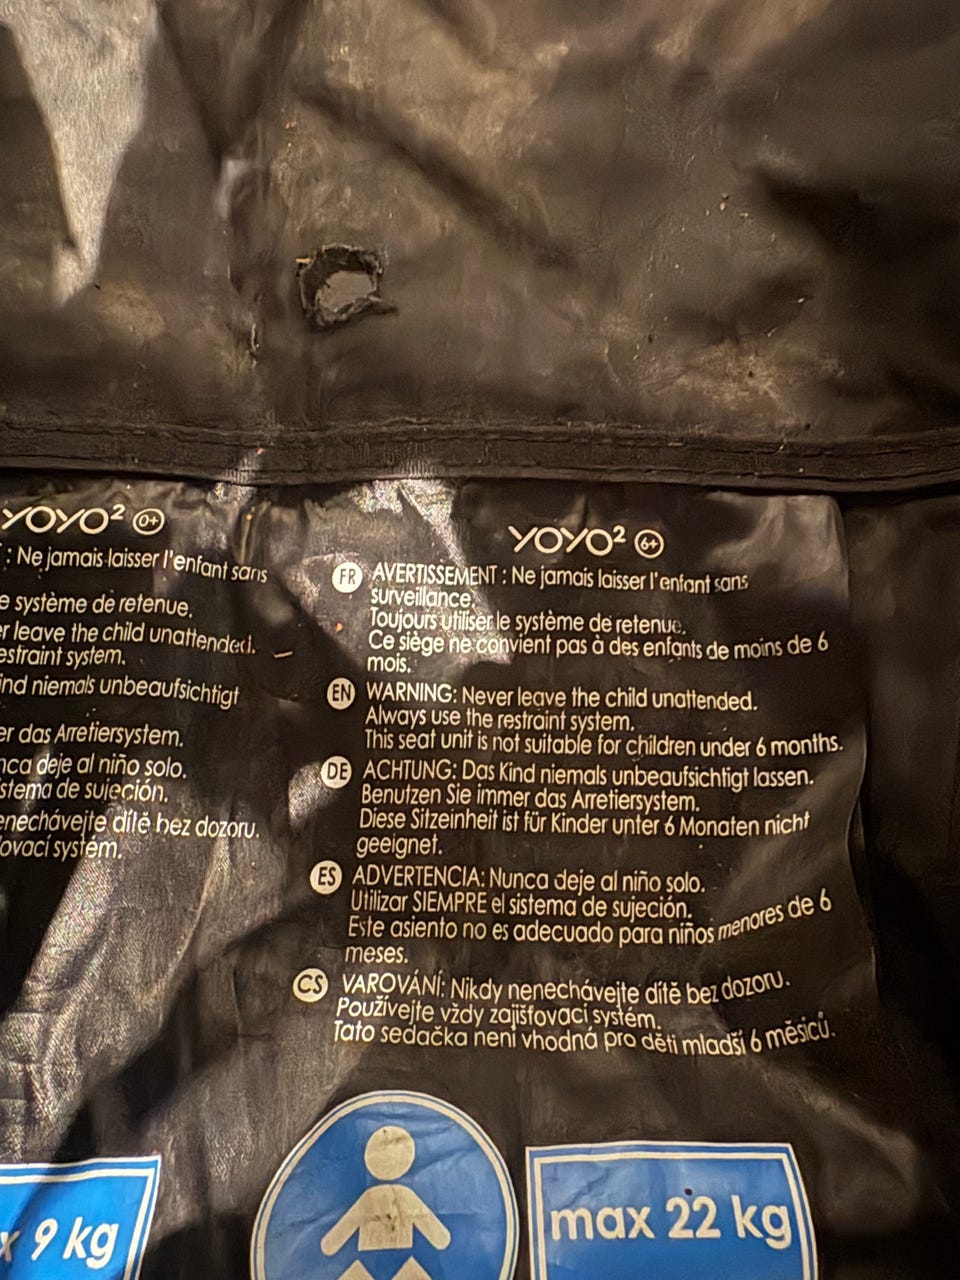 YOYO² 0+
: Ne jamais laisser l'enfant sans
e système de retenue.
er leave the child unattended.
estraint system.
ind niemals unbeaufsichtigt
er das Arretiersystem.
nca deje al niño solo.
stema de sujeción.
enechávejte dítě bez dozoru.
ovací systém.
x 9 kg
YOYO² 6+
FR AVERTISSEMENT : Ne jamais laisser l'enfant sans
surveillance.
Toujours utiliser le système de retenue.
Ce siège ne convient pas à des enfants de moins de 6
mois.
EN WARNING: Never leave the child unattended.
Always use the restraint system.
This seat unit is not suitable for children under 6 months.
DE ACHTUNG: Das Kind niemals unbeaufsichtigt lassen.
Benutzen Sie immer das Arretiersystem.
Diese Sitzeinheit ist für Kinder unter 6 Monaten nicht
geeignet.
ES ADVERTENCIA: Nunca deje al niño solo.
Utilizar SIEMPRE el sistema de sujeción.
Este asiento no es adecuado para niños menores de 6
meses.
CS VAROVÁNÍ: Nikdy nenechávejte dítě bez dozoru.
Používejte vždy zajišťovací systém.
Tato sedačka není vhodná pro děti mladší 6 měsíců.
max 22 kg